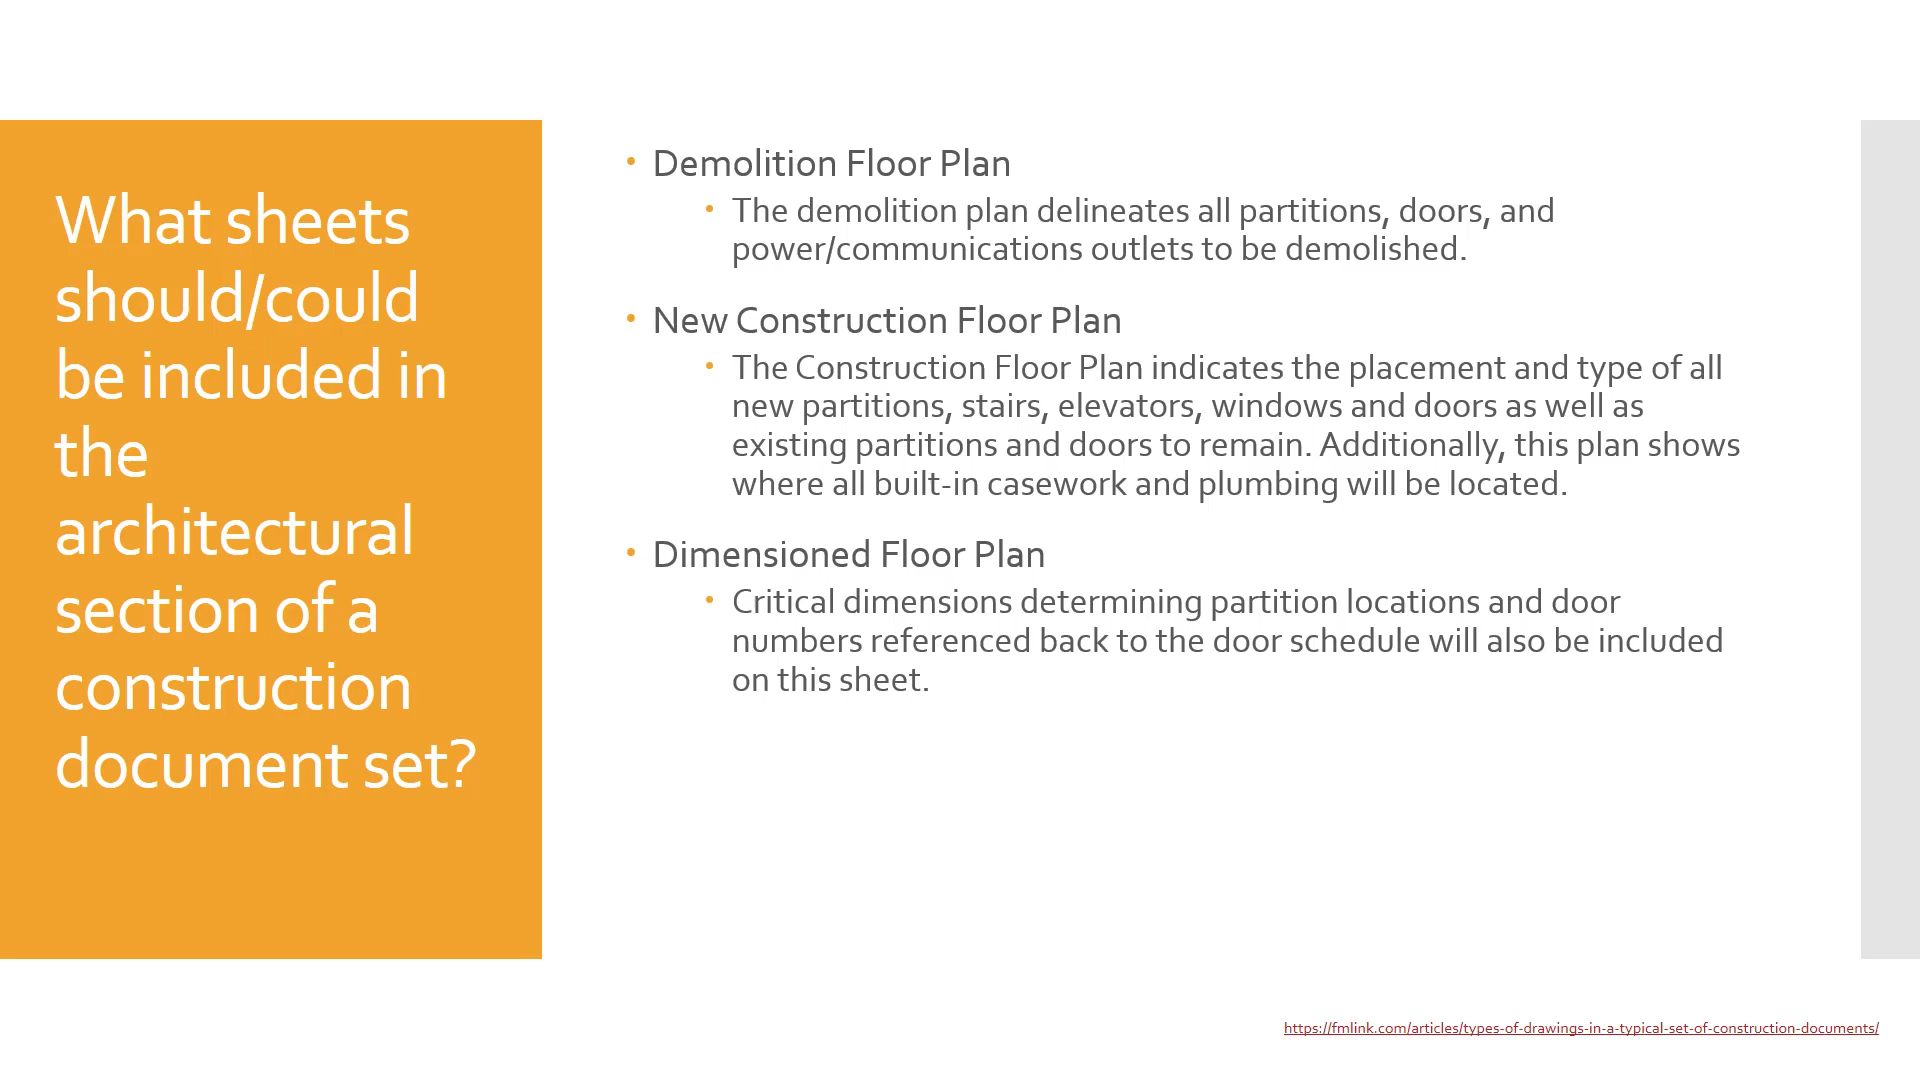 What sheets
should/could
be included in
the
architectural
section of a
construction
document set?
• Demolition Floor Plan
• The demolition plan delineates all partitions, doors, and
power/communications outlets to be demolished.
• New Construction Floor Plan
• The Construction Floor Plan indicates the placement and type of all
new partitions, stairs, elevators, windows and doors as well as
existing partitions and doors to remain. Additionally, this plan shows
where all built-in casework and plumbing will be located.
• Dimensioned Floor Plan
• Critical dimensions determining partition locations and door
numbers referenced back to the door schedule will also be included
on this sheet.
https://fmlink.com/articles/types-of-drawings-in-a-typical-set-of-construction-documents/